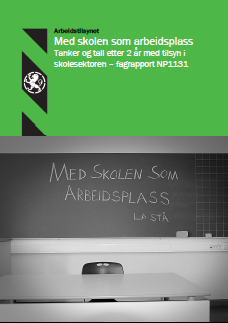 Arbeidstilsynet
Med skolen som arbeidsplass
Tanker og tall etter 2 år med tilsyn i
skolesektoren – fagrapport NP1131
MED SKOLEN SOM
ARBEIDSPLASS
LA STÅ